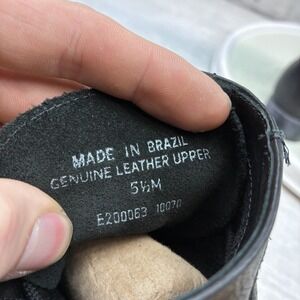 MADE IN BRAZIL
GENUINE LEATHER UPPER
5½M
E200063 10070